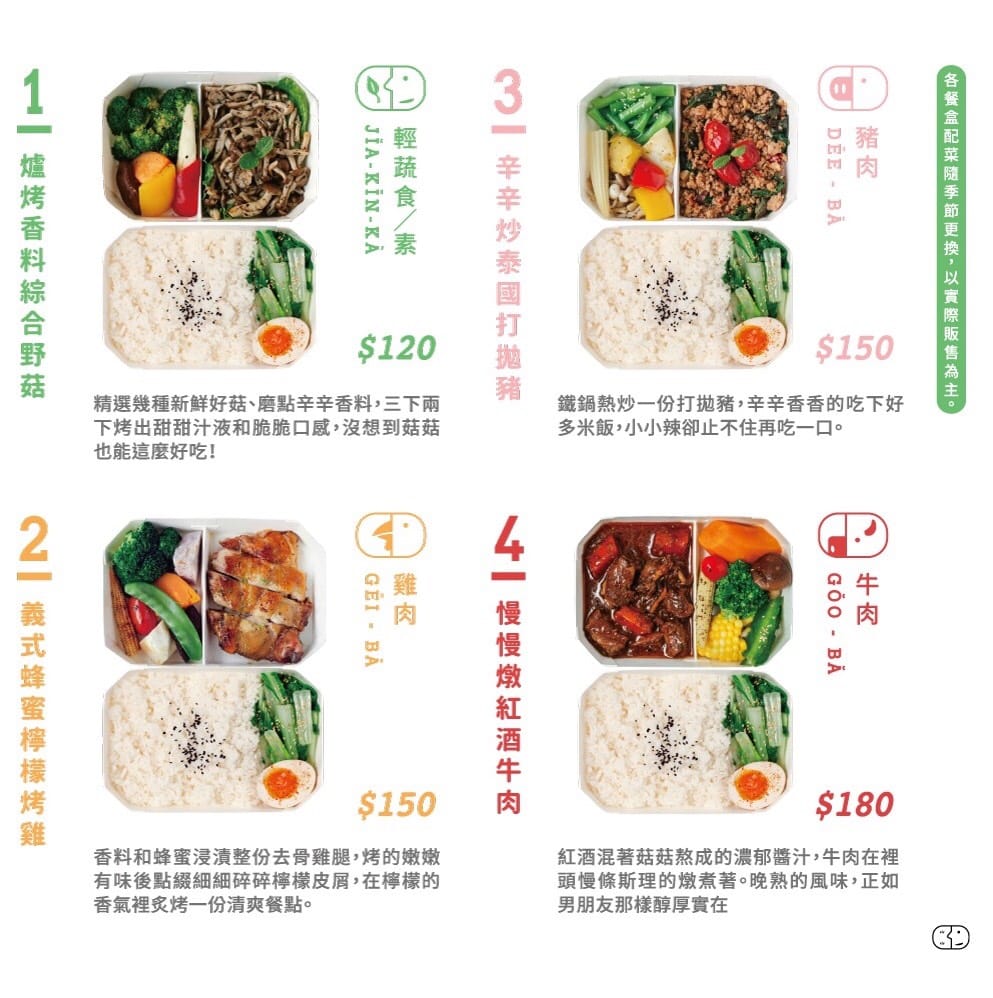 1
爐烤香料綜合野菇
輕蔬食／素
JĪA-KĪN-KÀ
$120
精選幾種新鮮好菇、磨點辛辛香料，三下兩
下烤出甜甜汁液和脆脆口感，沒想到菇菇
也能這麼好吃！
2
義式蜂蜜檸檬烤雞
雞肉
GĒI - BÀ
$150
香料和蜂蜜浸漬整份去骨雞腿，烤的嫩嫩
有味後點綴細細碎碎檸檬皮屑，在檸檬的
香氣裡炙烤一份清爽餐點。
3
辛辛炒泰國打拋豬
豬肉
DĒE - BÀ
$150
鐵鍋熱炒一份打拋豬，辛辛香香的吃下好
多米飯，小小辣卻止不住再吃一口。
4
慢慢燉紅酒牛肉
牛肉
GŎO - BǍ
$180
紅酒混著菇菇熬成的濃郁醬汁，牛肉在裡
頭慢條斯理的燉煮著。晚熟的風味，正如
男朋友那樣醇厚實在
各餐盒配菜隨季節更換，以實際販售為主。